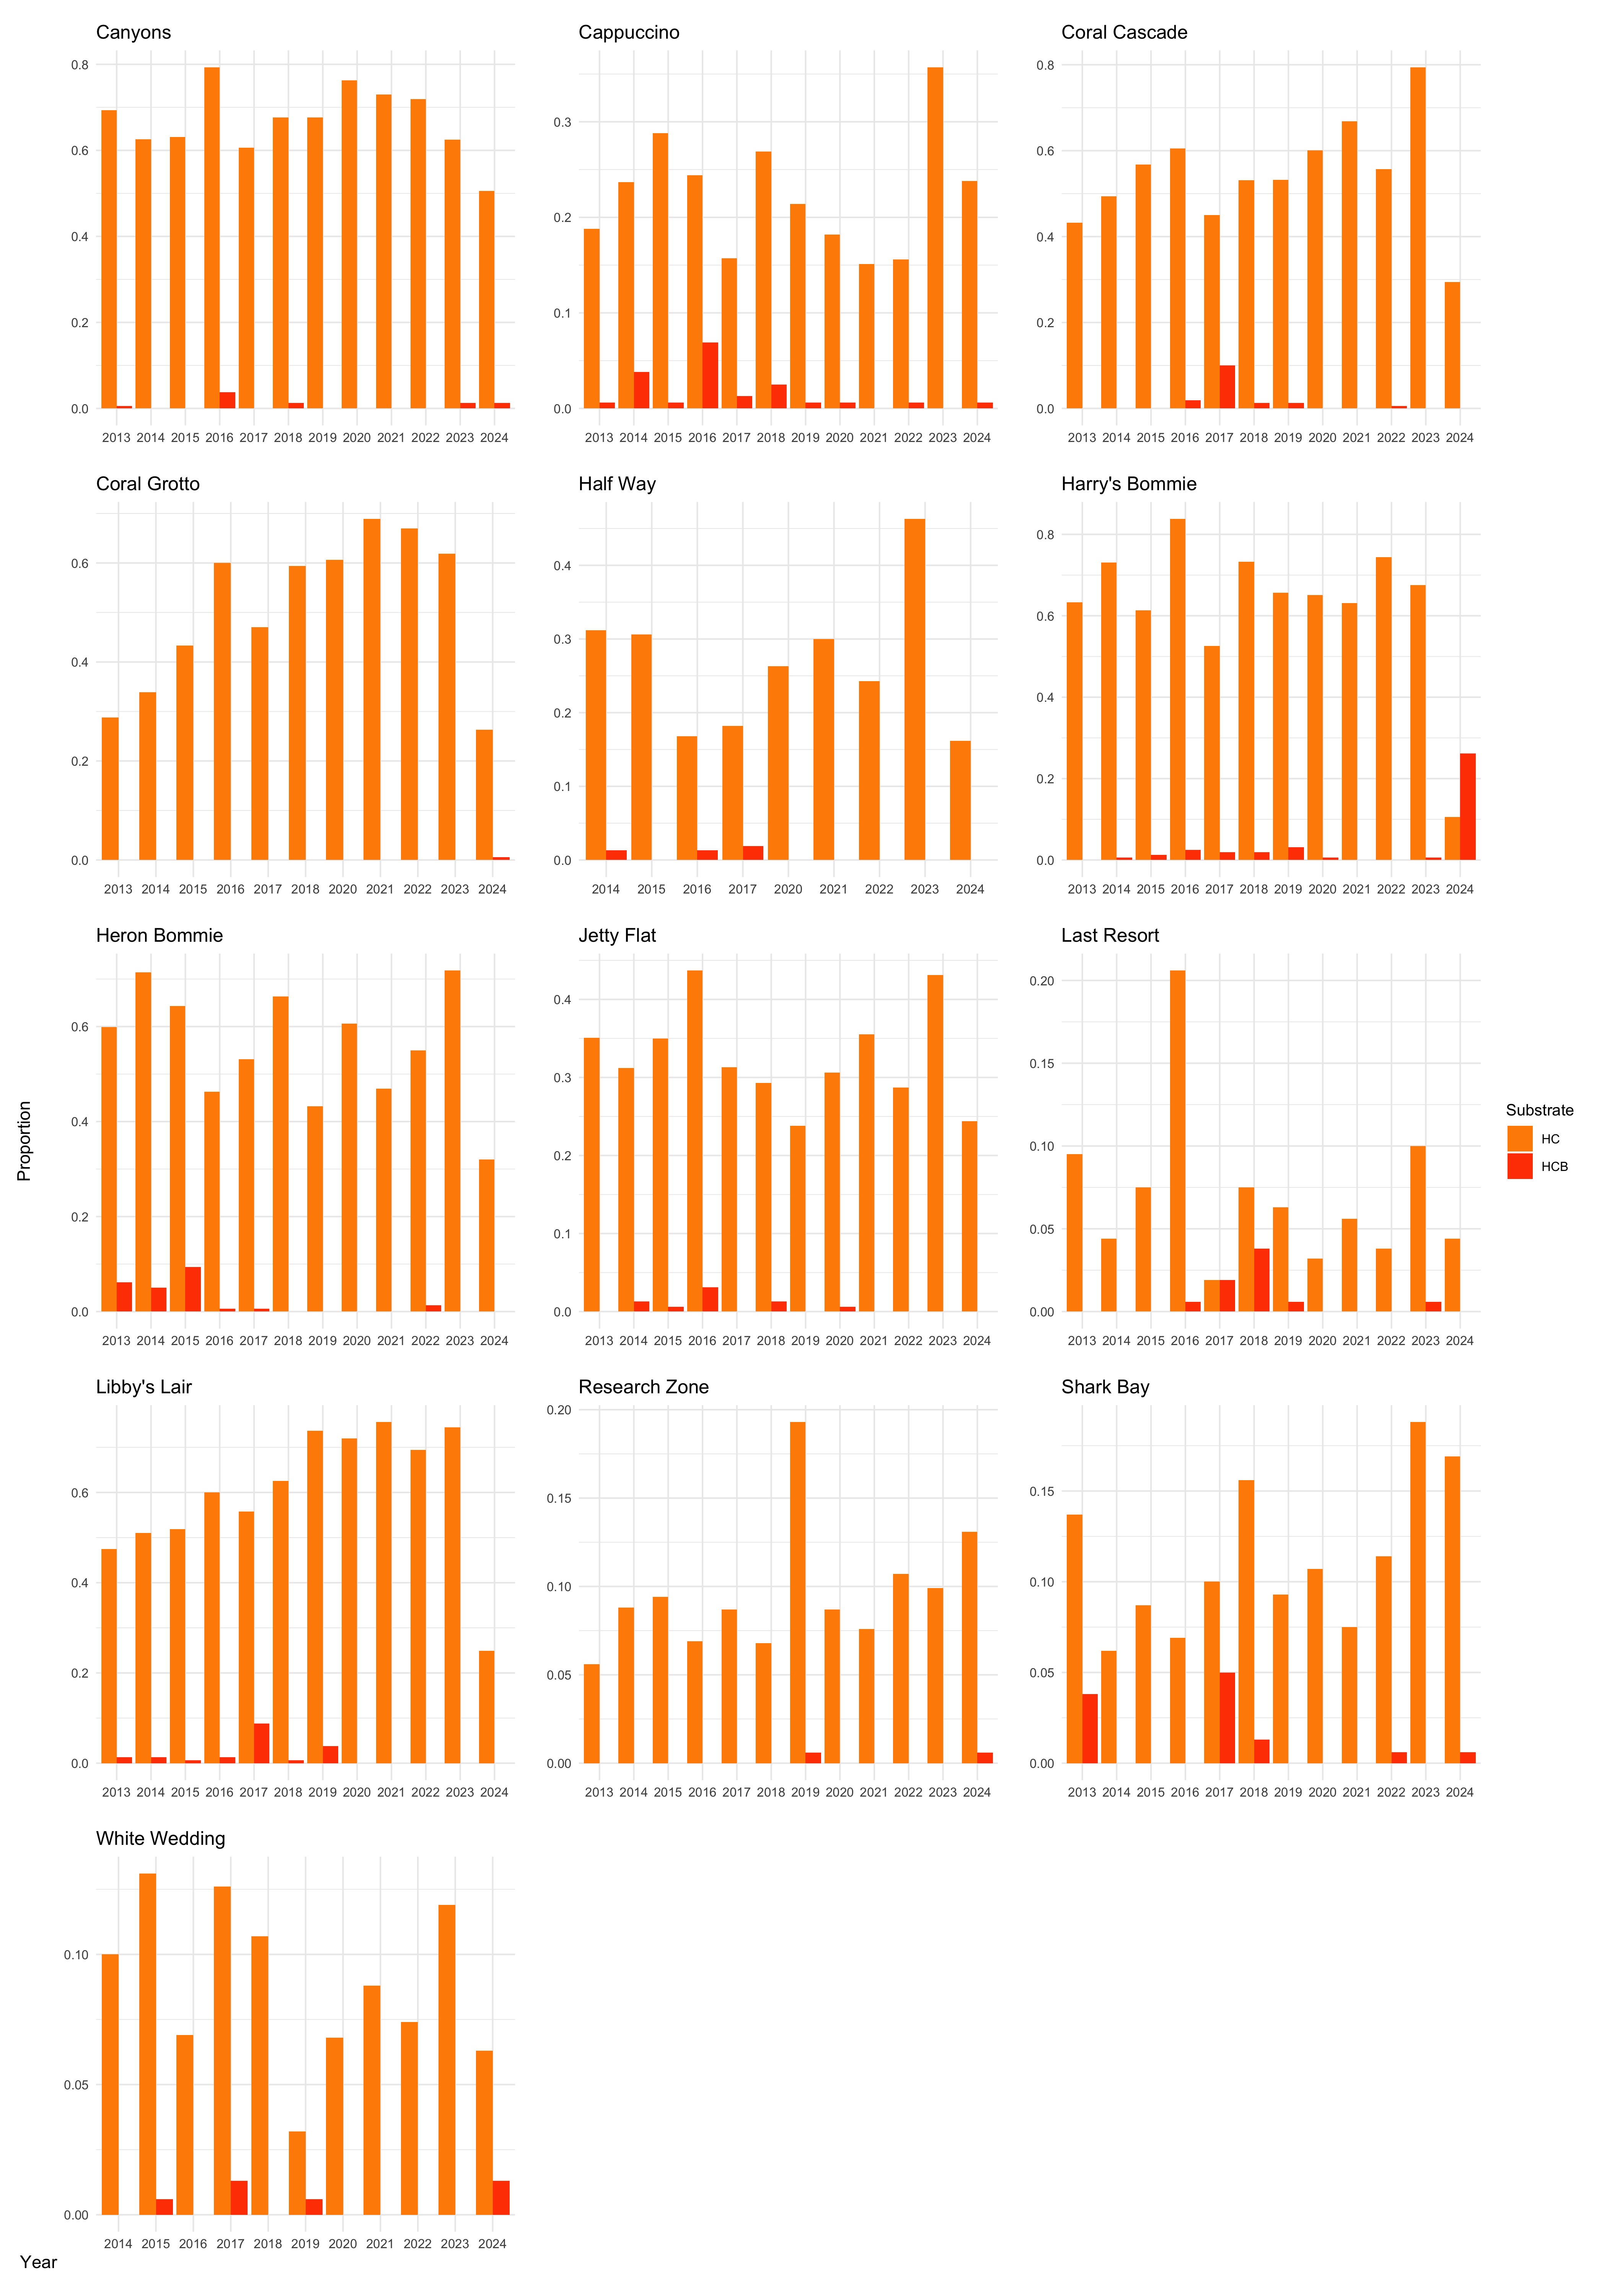 Canyons
0.8
0.6
0.4
0.2
0.0
2013 2014 2015 2016 2017 2018 2019 2020 2021 2022 2023 2024
Cappuccino
0.3
0.2
0.1
0.0
2013 2014 2015 2016 2017 2018 2019 2020 2021 2022 2023 2024
Coral Cascade
0.8
0.6
0.4
0.2
0.0
2013 2014 2015 2016 2017 2018 2019 2020 2021 2022 2023 2024
Coral Grotto
0.6
0.4
0.2
0.0
2013 2014 2015 2016 2017 2018 2020 2021 2022 2023 2024
Half Way
0.4
0.3
0.2
0.1
0.0
2014 2015 2016 2017 2020 2021 2022 2023 2024
Harry's Bommie
0.8
0.6
0.4
0.2
0.0
2013 2014 2015 2016 2017 2018 2019 2020 2021 2022 2023 2024
Heron Bommie
0.6
0.4
0.2
0.0
2013 2014 2015 2016 2017 2018 2019 2020 2021 2022 2023 2024
Jetty Flat
0.4
0.3
0.2
0.1
0.0
2013 2014 2015 2016 2017 2018 2019 2020 2021 2022 2023 2024
Last Resort
0.20
0.15
0.10
0.05
0.00
2013 2014 2015 2016 2017 2018 2019 2020 2021 2022 2023 2024
Libby's Lair
0.6
0.4
0.2
0.0
2013 2014 2015 2016 2017 2018 2019 2020 2021 2022 2023 2024
Research Zone
0.20
0.15
0.10
0.05
0.00
2013 2014 2015 2016 2017 2018 2019 2020 2021 2022 2023 2024
Shark Bay
0.15
0.10
0.05
0.00
2013 2014 2015 2016 2017 2018 2019 2020 2021 2022 2023 2024
White Wedding
0.10
0.05
0.00
2014 2015 2016 2017 2018 2019 2020 2021 2022 2023 2024
Proportion
Year
Substrate
HC
HCB